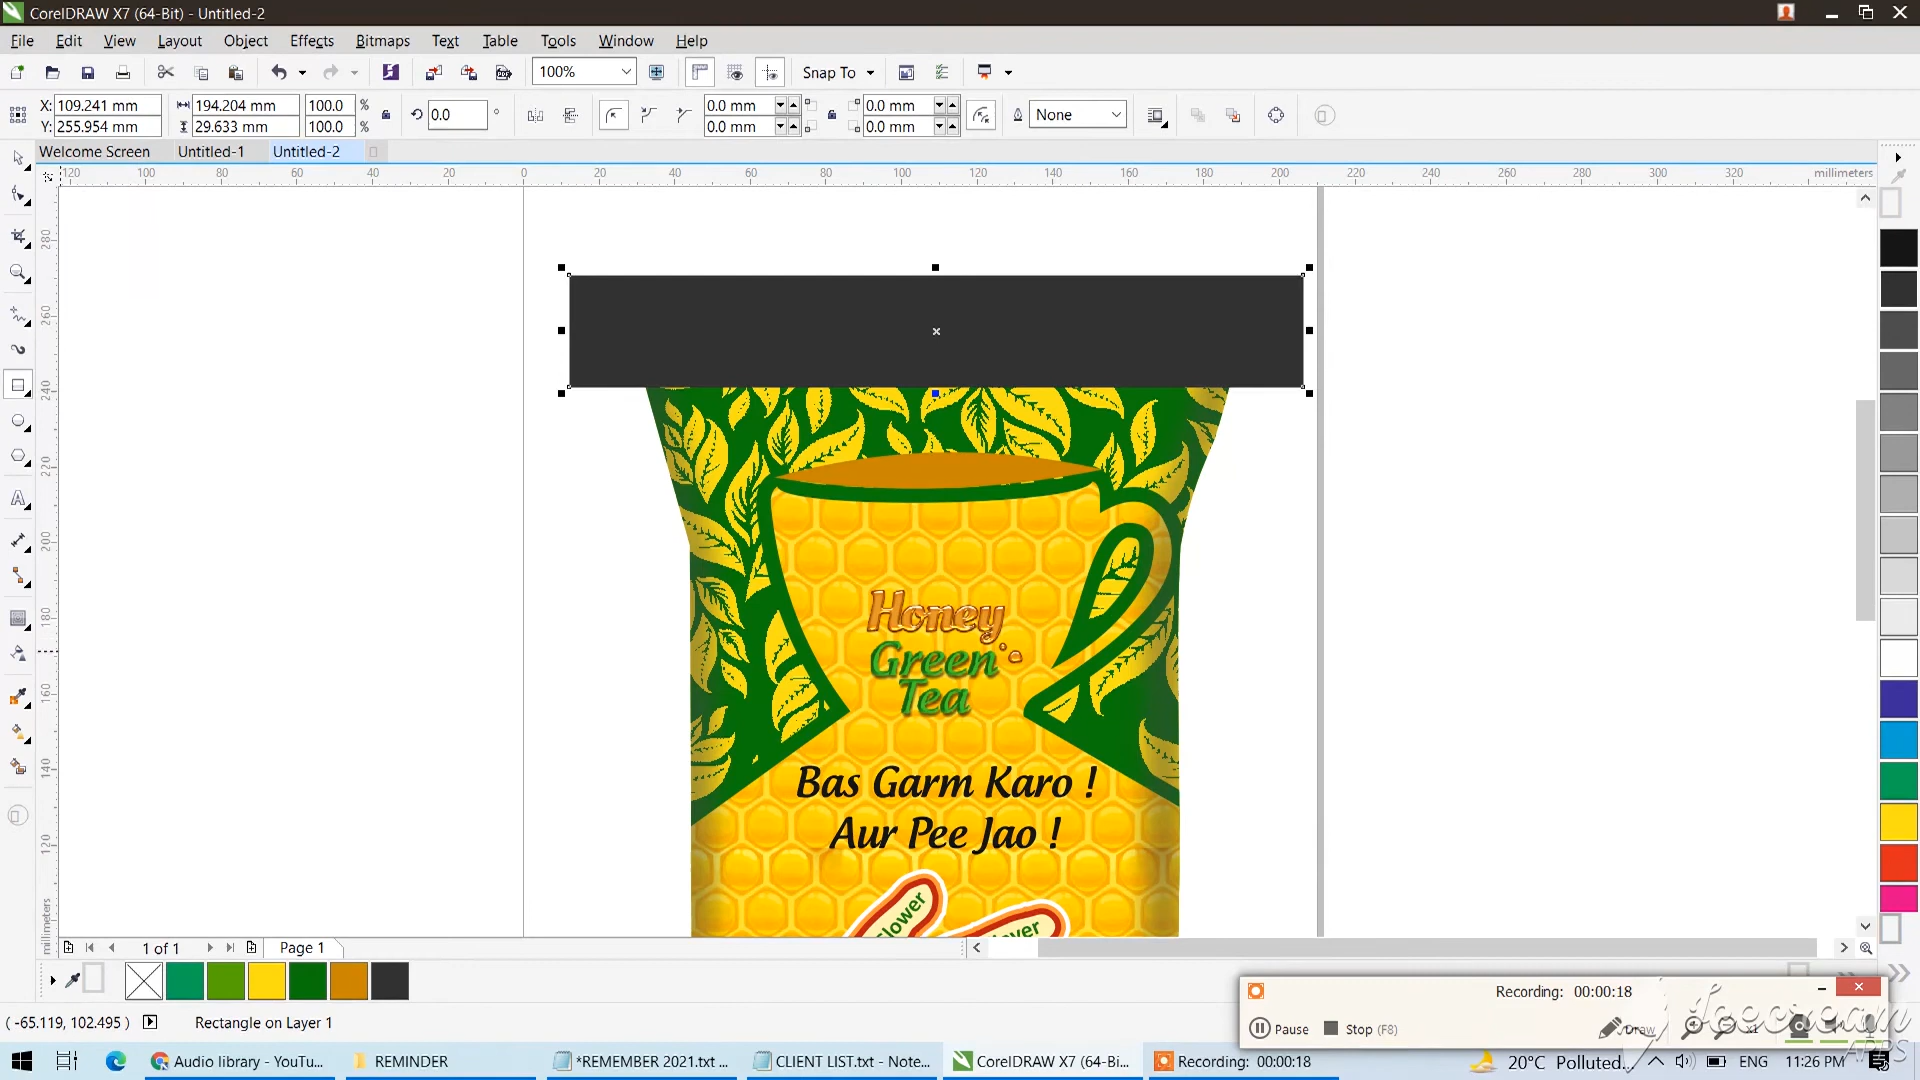 CorelDRAW X7 (64-Bit) - Untitled-2
File Edit View Layout Object Effects Bitmaps Text Table Tools Window Help
100% Snap To
X: 109.241 mm 194.204 mm 100.0 % 0.0 ° 0.0 mm 0.0 mm None
Y: 255.954 mm 29.633 mm 100.0 % 0.0 mm 0.0 mm
Welcome Screen Untitled-1 Untitled-2
120 100 80 60 40 20 0 20 40 60 80 100 120 140 160 180 200 220 240 260 280 300 320 millimeters
280
260
240
220
200
180
160
140
120
millimeters
Honey
Green
Tea
Bas Garm Karo !
Aur Pee Jao !
lower
1 of 1 Page 1
Recording: 00:00:18
Pause Stop (F8) Draw x1
Icecream
APPS
( -65.119, 102.495 ) Rectangle on Layer 1
Audio library - YouTu... REMINDER *REMEMBER 2021.txt ... CLIENT LIST.txt - Note... CorelDRAW X7 (64-Bi... Recording: 00:00:18 20°C Polluted... ENG 11:26 PM